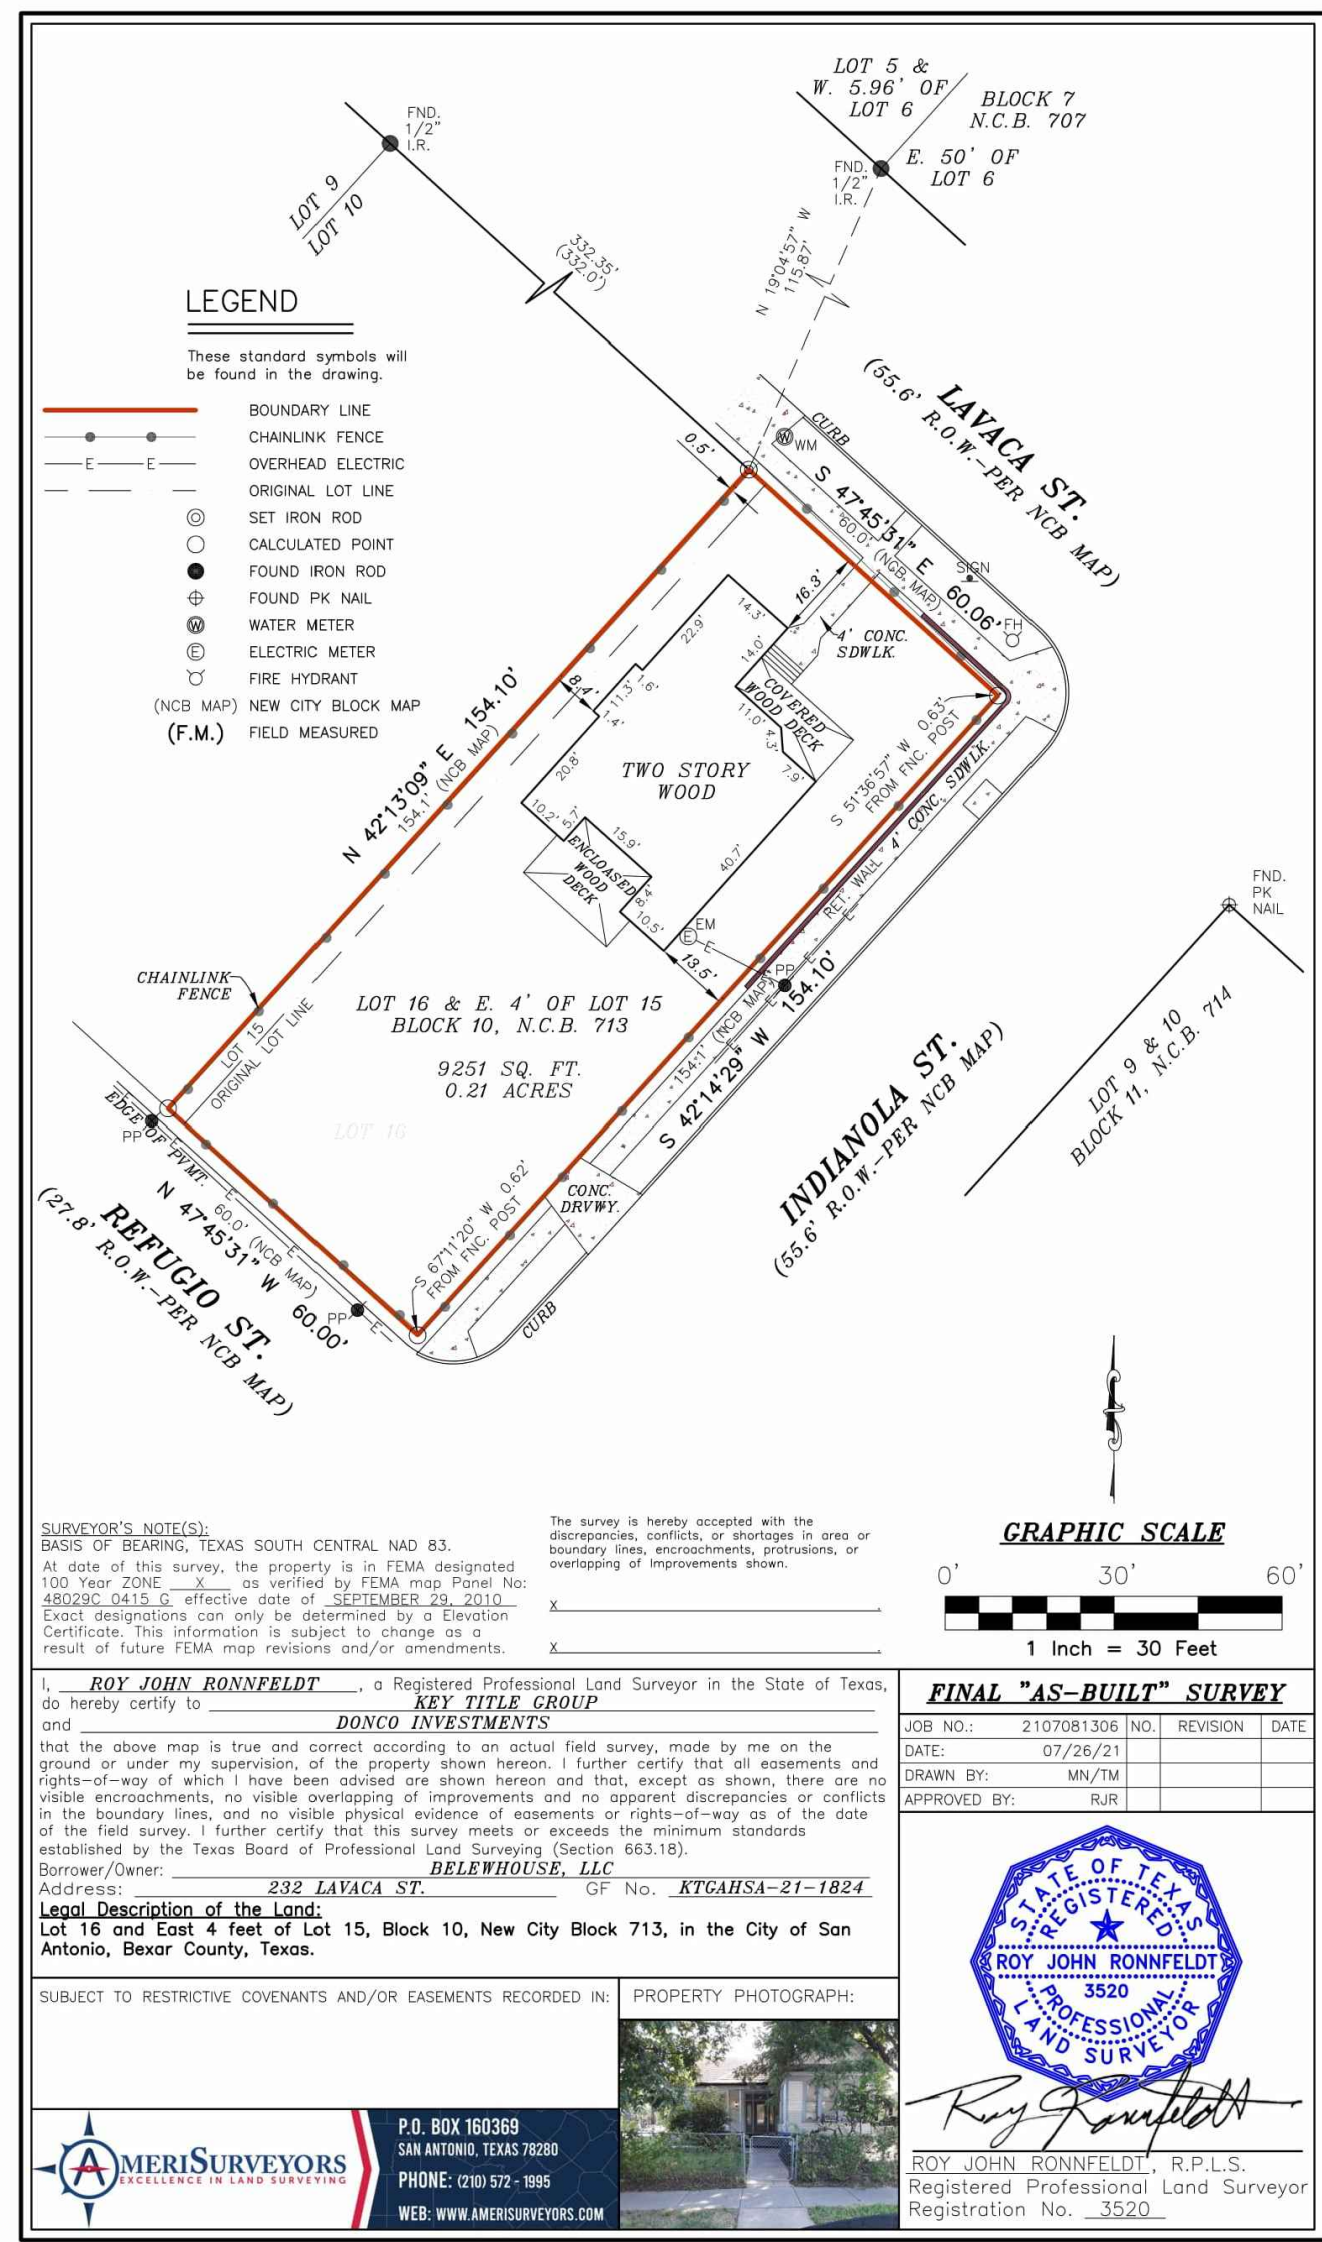 LOT 5 &
W. 5.96' OF
LOT 6
BLOCK 7
N.C.B. 707
E. 50' OF
LOT 6
FND.
1/2"
I.R.
FND.
1/2"
I.R.
LOT 9
LOT 10
332.35'
(332.0')
N 19°04'57" W
115.87'
LEGEND
These standard symbols will
be found in the drawing.
BOUNDARY LINE
CHAINLINK FENCE
E E OVERHEAD ELECTRIC
ORIGINAL LOT LINE
SET IRON ROD
CALCULATED POINT
FOUND IRON ROD
FOUND PK NAIL
W WATER METER
E ELECTRIC METER
FIRE HYDRANT
(NCB MAP) NEW CITY BLOCK MAP
(F.M.) FIELD MEASURED
LAVACA ST.
(55.6' R.O.W.-PER NCB MAP)
CURB
W WM
0.5'
S 47°45'31" E 60.06'
60.0' (NCB MAP)
SIGN
FH
16.3'
4' CONC.
SDWLK.
14.3'
22.9'
14.0'
COVERED
WOOD DECK
11.0'
4.3'
7.9'
1.6'
11.3'
1.4'
8.4'
20.8'
10.2'
5.7'
15.9'
8.4'
10.5'
40.7'
13.5'
TWO STORY
WOOD
ENCLOASED
WOOD
DECK
EM
E
E
N 42°13'09" E 154.10'
154.1' (NCB MAP)
S 51°36'57" W 0.63'
FROM FNC. POST
4' CONC. SDWLK.
RET. WALL
E
E
E
E
PP
FND.
PK
NAIL
CHAINLINK
FENCE
LOT 15
ORIGINAL LOT LINE
LOT 16 & E. 4' OF LOT 15
BLOCK 10, N.C.B. 713
9251 SQ. FT.
0.21 ACRES
LOT 16
154.1' (NCB MAP)
S 42°14'29" W 154.10'
INDIANOLA ST.
(55.6' R.O.W.-PER NCB MAP)
LOT 9 & 10
BLOCK 11, N.C.B. 714
EDGE OF PVMT.
PP
E
E
E
E
PP
N 47°45'31" W 60.00'
60.0' (NCB MAP)
REFUGIO ST.
(27.8' R.O.W.-PER NCB MAP)
S 67°11'20" W 0.62'
FROM FNC. POST
CONC.
DRVWY.
CURB
SURVEYOR'S NOTE(S):
BASIS OF BEARING, TEXAS SOUTH CENTRAL NAD 83.
At date of this survey, the property is in FEMA designated
100 Year ZONE X as verified by FEMA map Panel No:
48029C 0415 G effective date of SEPTEMBER 29, 2010
Exact designations can only be determined by a Elevation
Certificate. This information is subject to change as a
result of future FEMA map revisions and/or amendments.
The survey is hereby accepted with the
discrepancies, conflicts, or shortages in area or
boundary lines, encroachments, protrusions, or
overlapping of Improvements shown.
X .
X .
GRAPHIC SCALE
0' 30' 60'
1 Inch = 30 Feet
I, ROY JOHN RONNFELDT, a Registered Professional Land Surveyor in the State of Texas,
do hereby certify to KEY TITLE GROUP
and DONCO INVESTMENTS
that the above map is true and correct according to an actual field survey, made by me on the
ground or under my supervision, of the property shown hereon. I further certify that all easements and
rights-of-way of which I have been advised are shown hereon and that, except as shown, there are no
visible encroachments, no visible overlapping of improvements and no apparent discrepancies or conflicts
in the boundary lines, and no visible physical evidence of easements or rights-of-way as of the date
of the field survey. I further certify that this survey meets or exceeds the minimum standards
established by the Texas Board of Professional Land Surveying (Section 663.18).
Borrower/Owner: BELEWHOUSE, LLC
Address: 232 LAVACA ST. GF No. KTGAHSA-21-1824
Legal Description of the Land:
Lot 16 and East 4 feet of Lot 15, Block 10, New City Block 713, in the City of San
Antonio, Bexar County, Texas.
FINAL "AS-BUILT" SURVEY
JOB NO.: 2107081306 NO. REVISION DATE
DATE: 07/26/21
DRAWN BY: MN/TM
APPROVED BY: RJR
STATE OF TEXAS
REGISTERED
ROY JOHN RONNFELDT
3520
PROFESSIONAL
LAND SURVEYOR
Roy Ronnfeldt
ROY JOHN RONNFELDT, R.P.L.S.
Registered Professional Land Surveyor
Registration No. 3520
SUBJECT TO RESTRICTIVE COVENANTS AND/OR EASEMENTS RECORDED IN:
PROPERTY PHOTOGRAPH:
AMERISURVEYORS
EXCELLENCE IN LAND SURVEYING
P.O. BOX 160369
SAN ANTONIO, TEXAS 78280
PHONE: (210) 572 - 1995
WEB: WWW.AMERISURVEYORS.COM